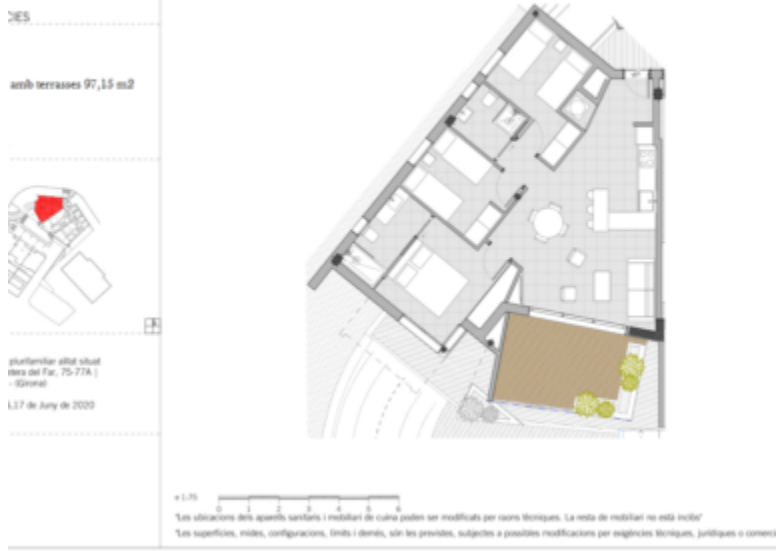 CIES
amb terrasses 97,15 m2
plurifamiliar aïllat situat
tera del Far, 75-77A |
- (Girona)
17 de Juny de 2020
e 1:75
0 1 2 3 4 5 6
"Les ubicacions dels aparells sanitaris i mobiliari de cuina poden ser modificats per raons tècniques. La resta de mobiliari no està inclòs"
"Les superfícies, mides, configuracions, límits i demés, són les previstes, subjectes a possibles modificacions per exigències tècniques, jurídiques o comerci